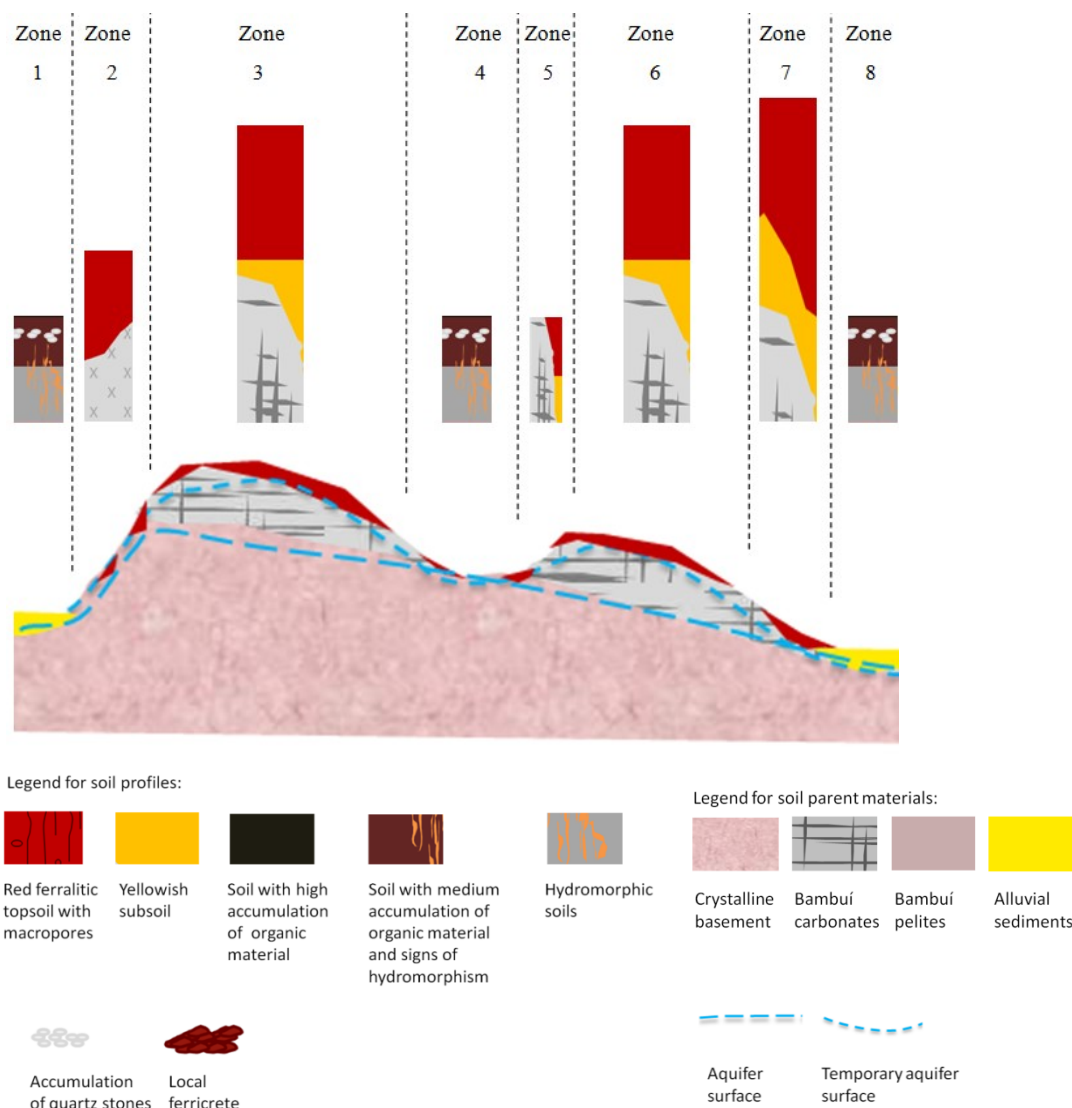 Zone Zone Zone Zone Zone Zone Zone Zone
1 2 3 4 5 6 7 8
Legend for soil profiles:
Red ferralitic
topsoil with
macropores
Yellowish
subsoil
Soil with high
accumulation
of organic
material
Soil with medium
accumulation of
organic material
and signs of
hydromorphism
Hydromorphic
soils
Legend for soil parent materials:
Crystalline
basement
Bambuí
carbonates
Bambuí
pelites
Alluvial
sediments
Accumulation
of quartz stones
Local
ferricrete
Aquifer
surface
Temporary aquifer
surface